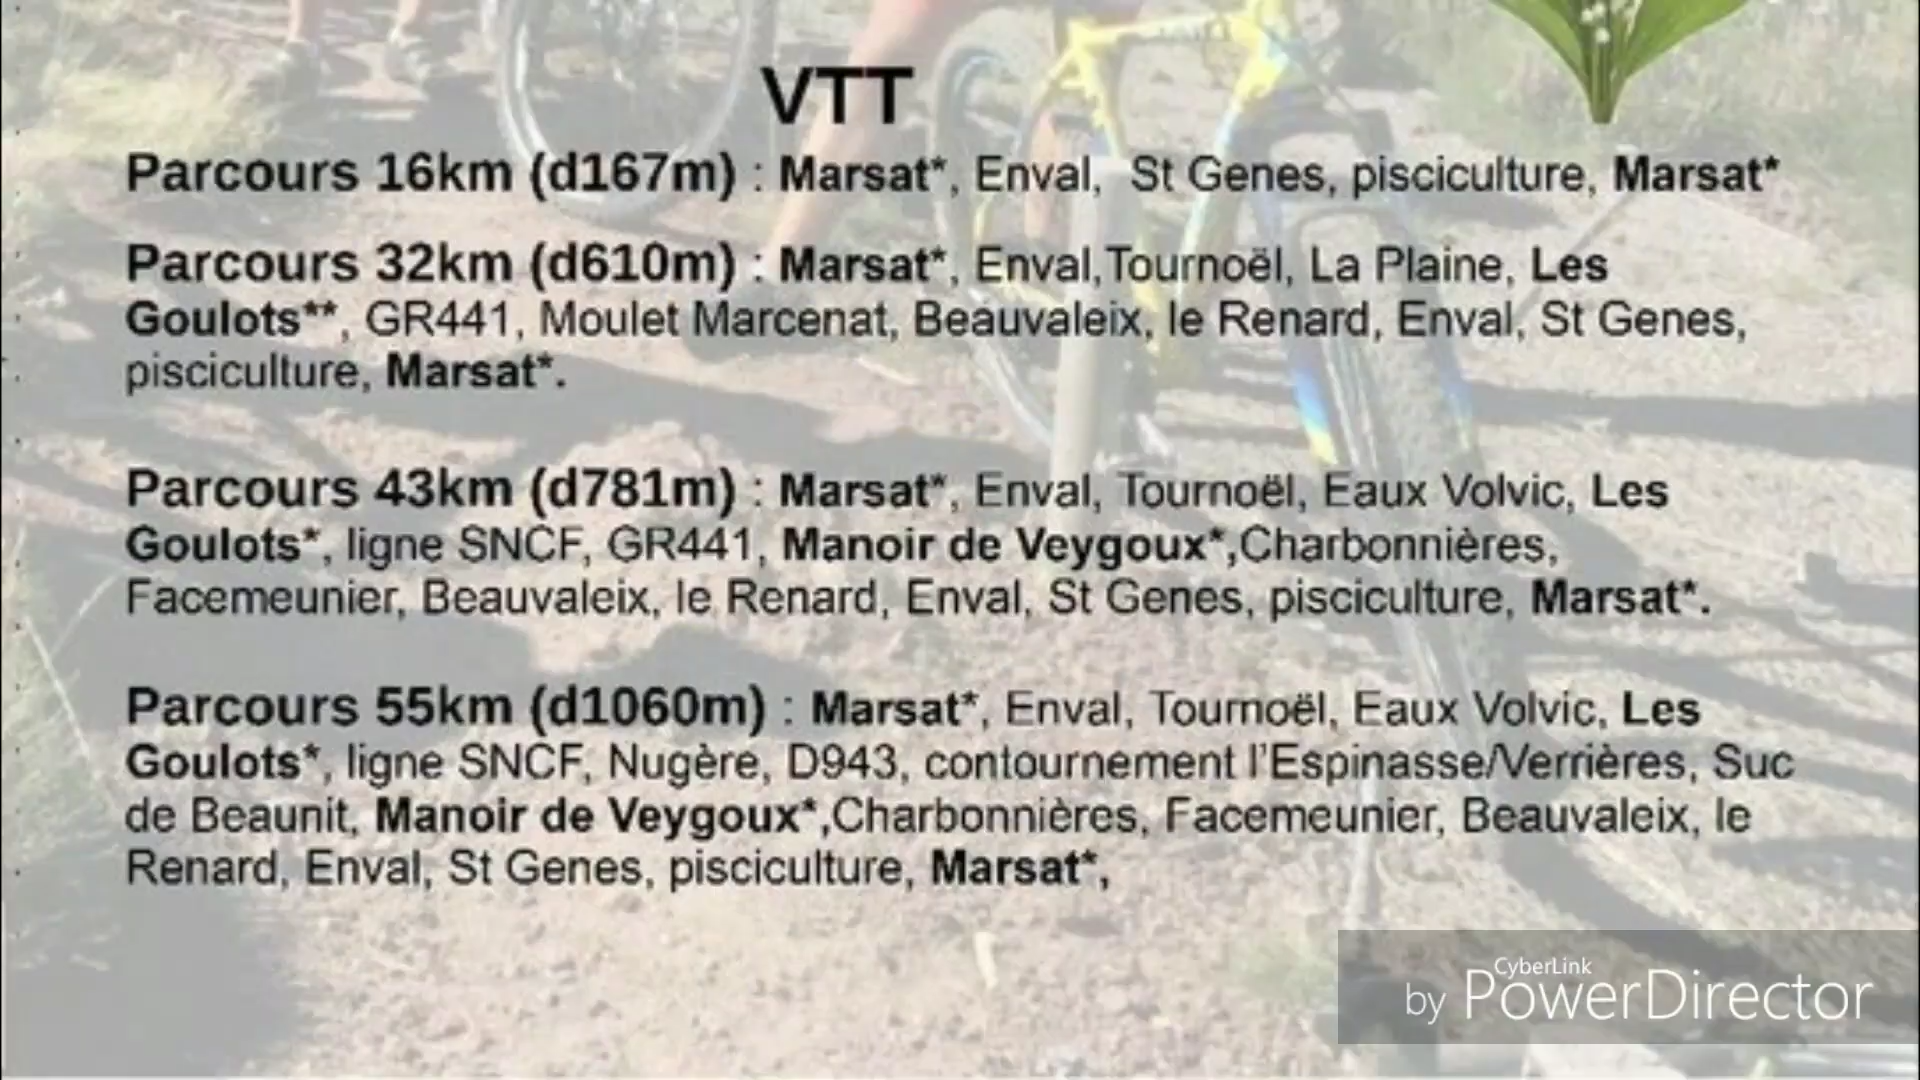 VTT
Parcours 16km (d167m) : Marsat*, Enval, St Genes, pisciculture, Marsat*
Parcours 32km (d610m) : Marsat*, Enval,Tournoël, La Plaine, Les
Goulots**, GR441, Moulet Marcenat, Beauvaleix, le Renard, Enval, St Genes,
pisciculture, Marsat*.
Parcours 43km (d781m) : Marsat*, Enval, Tournoël, Eaux Volvic, Les
Goulots*, ligne SNCF, GR441, Manoir de Veygoux*,Charbonnières,
Facemeunier, Beauvaleix, le Renard, Enval, St Genes, pisciculture, Marsat*.
Parcours 55km (d1060m) : Marsat*, Enval, Tournoël, Eaux Volvic, Les
Goulots*, ligne SNCF, Nugère, D943, contournement l'Espinasse/Verrières, Suc
de Beaunit, Manoir de Veygoux*,Charbonnières, Facemeunier, Beauvaleix, le
Renard, Enval, St Genes, pisciculture, Marsat*,
CyberLink
by PowerDirector